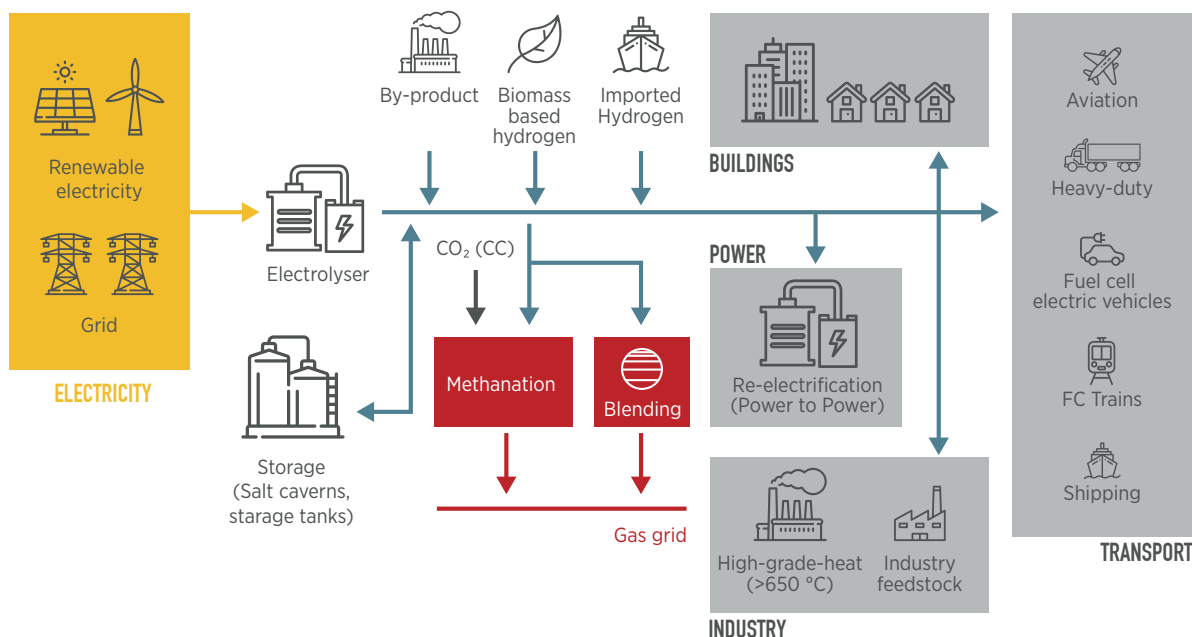 Renewable
electricity
Grid
ELECTRICITY
Electrolyser
Storage
(Salt caverns,
starage tanks)
By-product
Biomass
based
hydrogen
Imported
Hydrogen
CO₂ (CC)
Methanation
Blending
Gas grid
BUILDINGS
POWER
Re-electrification
(Power to Power)
High-grade-heat
(>650 °C)
Industry
feedstock
INDUSTRY
Aviation
Heavy-duty
Fuel cell
electric vehicles
FC Trains
Shipping
TRANSPORT